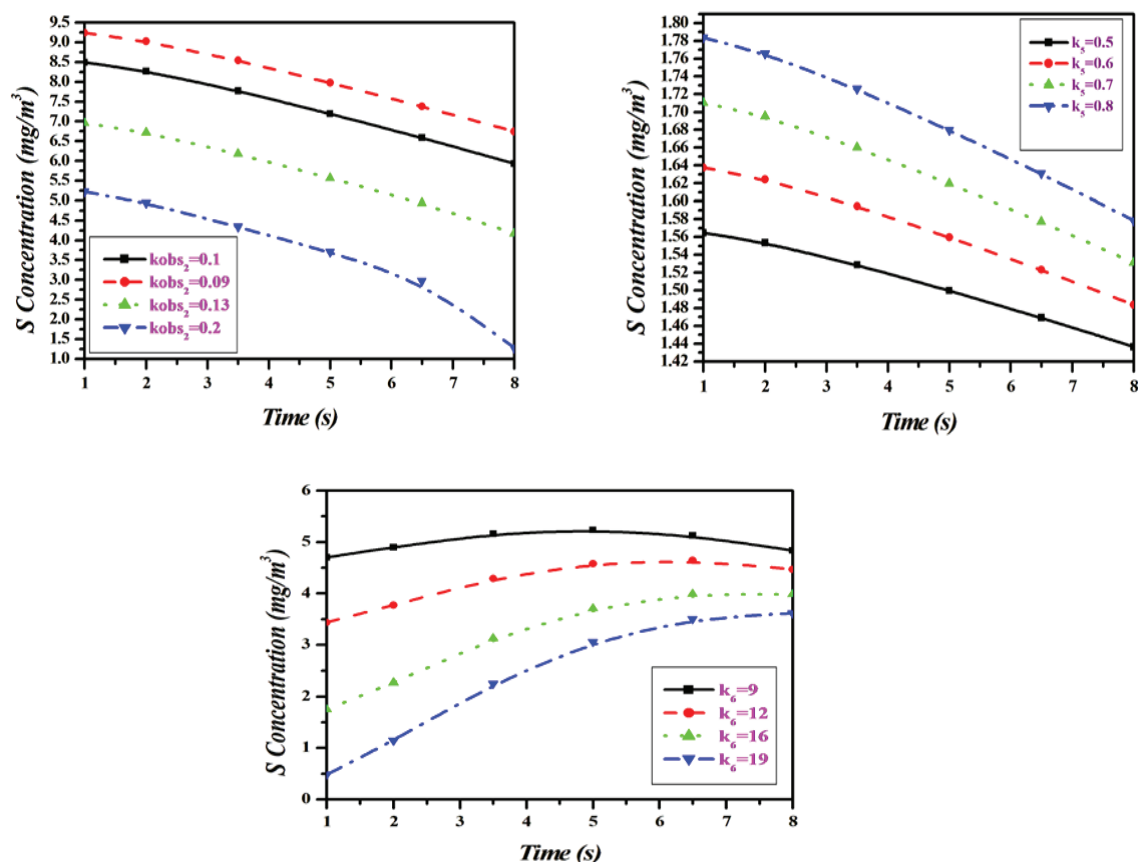 S Concentration (mg/m³)
9.5
9.0
8.5
8.0
7.5
7.0
6.5
6.0
5.5
5.0
4.5
4.0
3.5
3.0
2.5
2.0
1.5
1.0
kobs₂=0.1
kobs₂=0.09
kobs₂=0.13
kobs₂=0.2
1 2 3 4 5 6 7 8
Time (s)
S Concentration (mg/m³)
1.80
1.78
1.76
1.74
1.72
1.70
1.68
1.66
1.64
1.62
1.60
1.58
1.56
1.54
1.52
1.50
1.48
1.46
1.44
1.42
k₅=0.5
k₅=0.6
k₅=0.7
k₅=0.8
1 2 3 4 5 6 7 8
Time (s)
S Concentration (mg/m³)
6
5
4
3
2
1
0
k₆=9
k₆=12
k₆=16
k₆=19
1 2 3 4 5 6 7 8
Time (s)